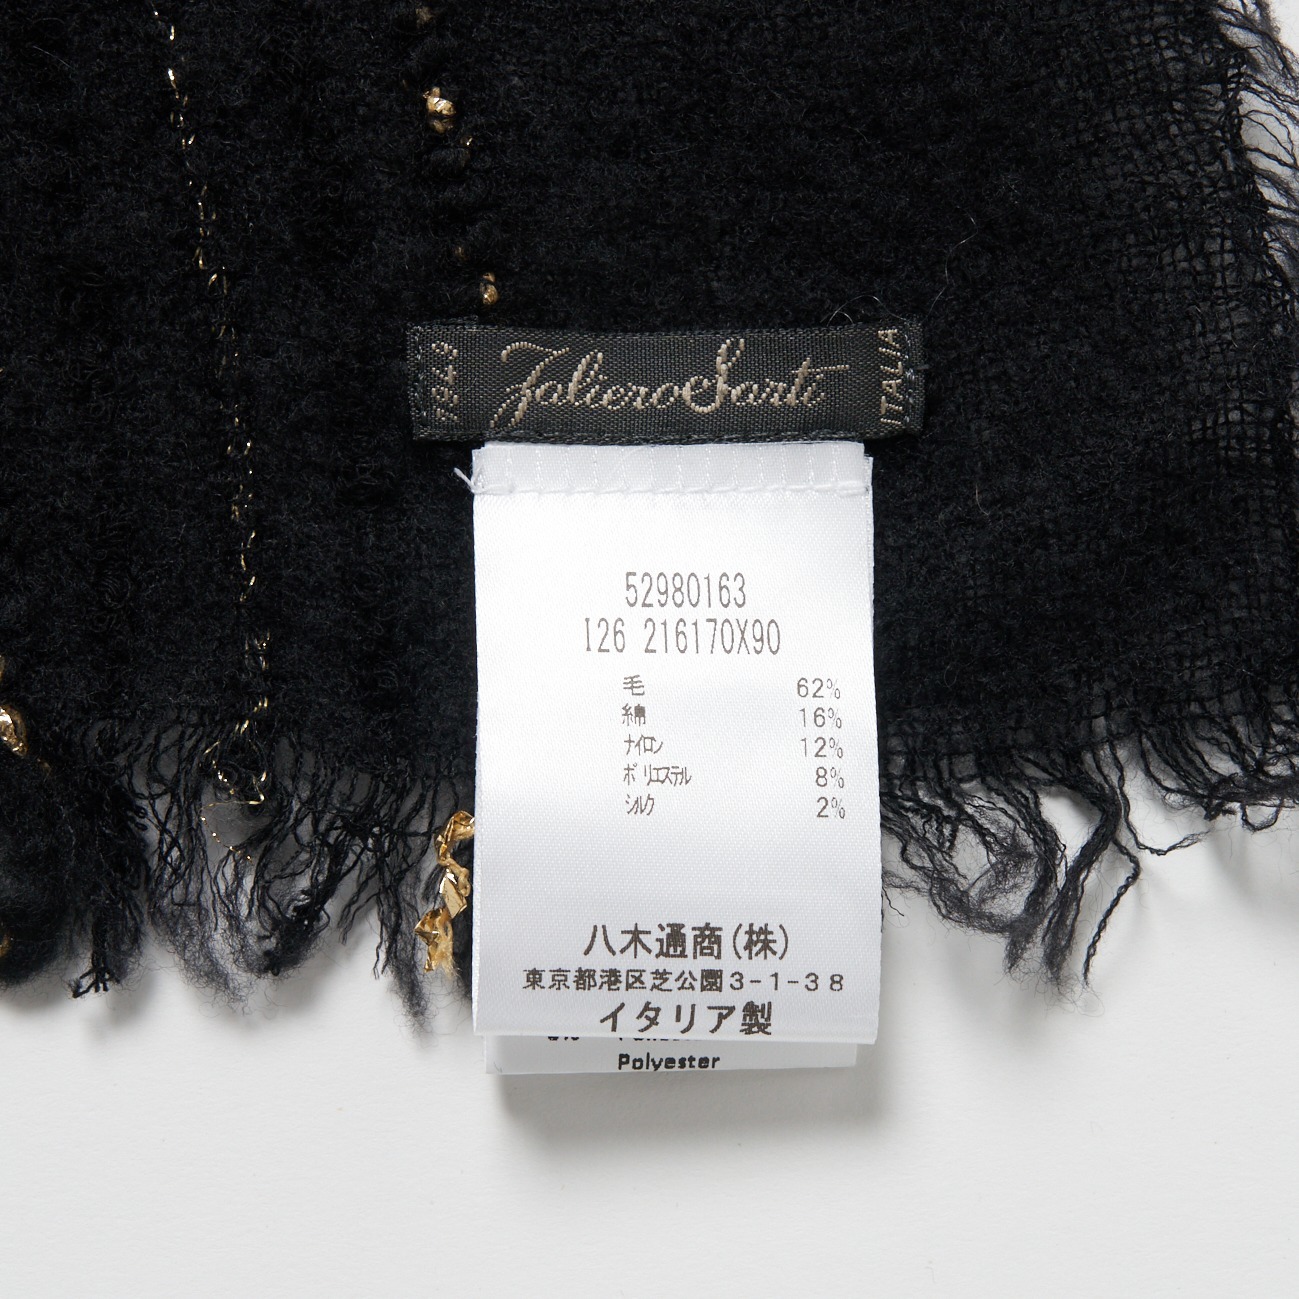 Faliero Sarti
ITALIA
52980163
I26 216170X90
毛 62%
綿 16%
ナイロン 12%
ポリエステル 8%
シルク 2%
八木通商(株)
東京都港区芝公園3-1-38
イタリア製
Polyester